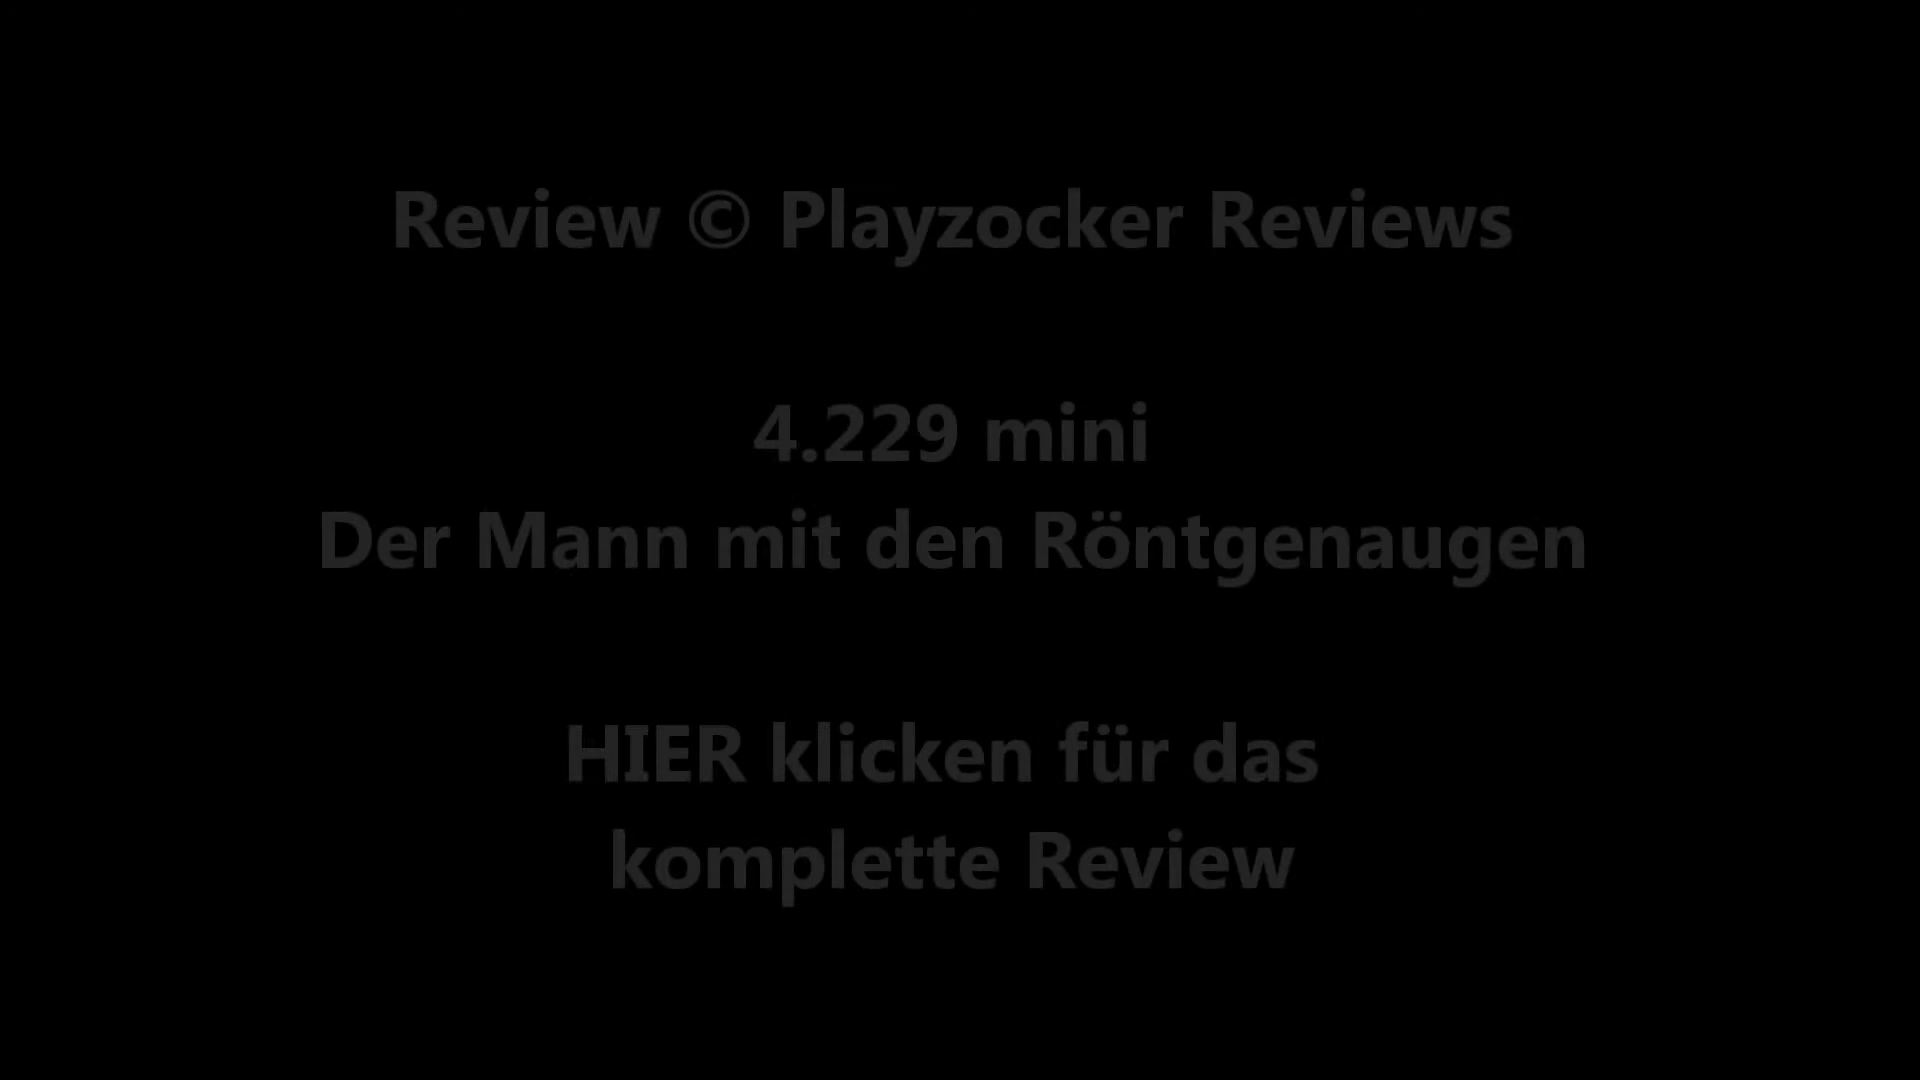 Review © Playzocker Reviews
4.229 mini
Der Mann mit den Röntgenaugen
HIER klicken für das
komplette Review